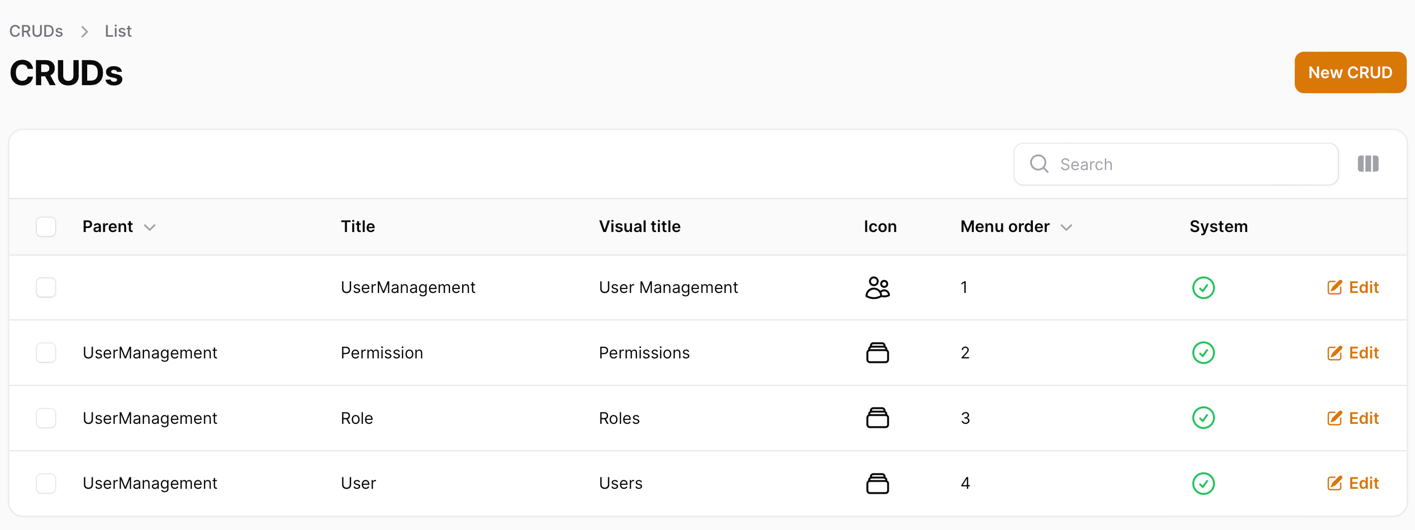 CRUDs List
CRUDs
New CRUD
Search
Parent Title Visual title Icon Menu order System
UserManagement User Management 1 Edit
UserManagement Permission Permissions 2 Edit
UserManagement Role Roles 3 Edit
UserManagement User Users 4 Edit